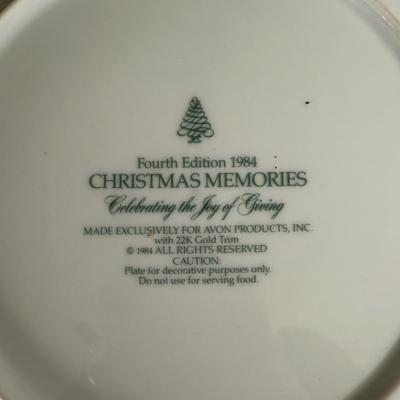 Fourth Edition 1984
CHRISTMAS MEMORIES
Celebrating the Joy of Giving
MADE EXCLUSIVELY FOR AVON PRODUCTS, INC.
with 22K Gold Trim
© 1984 ALL RIGHTS RESERVED
CAUTION:
Plate for decorative purposes only.
Do not use for serving food.